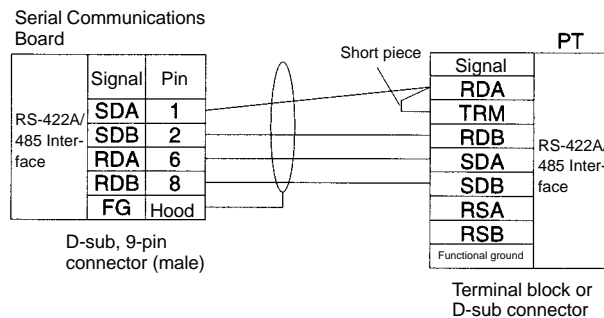 Serial Communications
Board
Signal Pin
RS-422A/
485 Inter-
face
SDA 1
SDB 2
RDA 6
RDB 8
FG Hood
D-sub, 9-pin
connector (male)
Short piece
PT
Signal
RDA
TRM
RDB
SDA
SDB
RSA
RSB
Functional ground
RS-422A/
485 Inter-
face
Terminal block or
D-sub connector